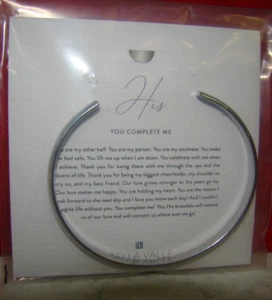 His
YOU COMPLETE ME
are my other half. You are my person. You are my soulmate. You make
feel safe. You lift me up when I am down. You celebrate with me when
achieve. Thank you for being there with me through the ups and the
downs of life. Thank you for being my biggest cheerleader, my shoulder to
cry on, and my best friend. Our love grows stronger as the years go by.
Our love makes me happy. You are holding my heart. You are the reason I
look forward to the next day and I love you more each day! And I couldn't
imagine life without you. You complete me! This His bracelets will remind
us of our love and will connect us where ever we go!
BELLA VALLE